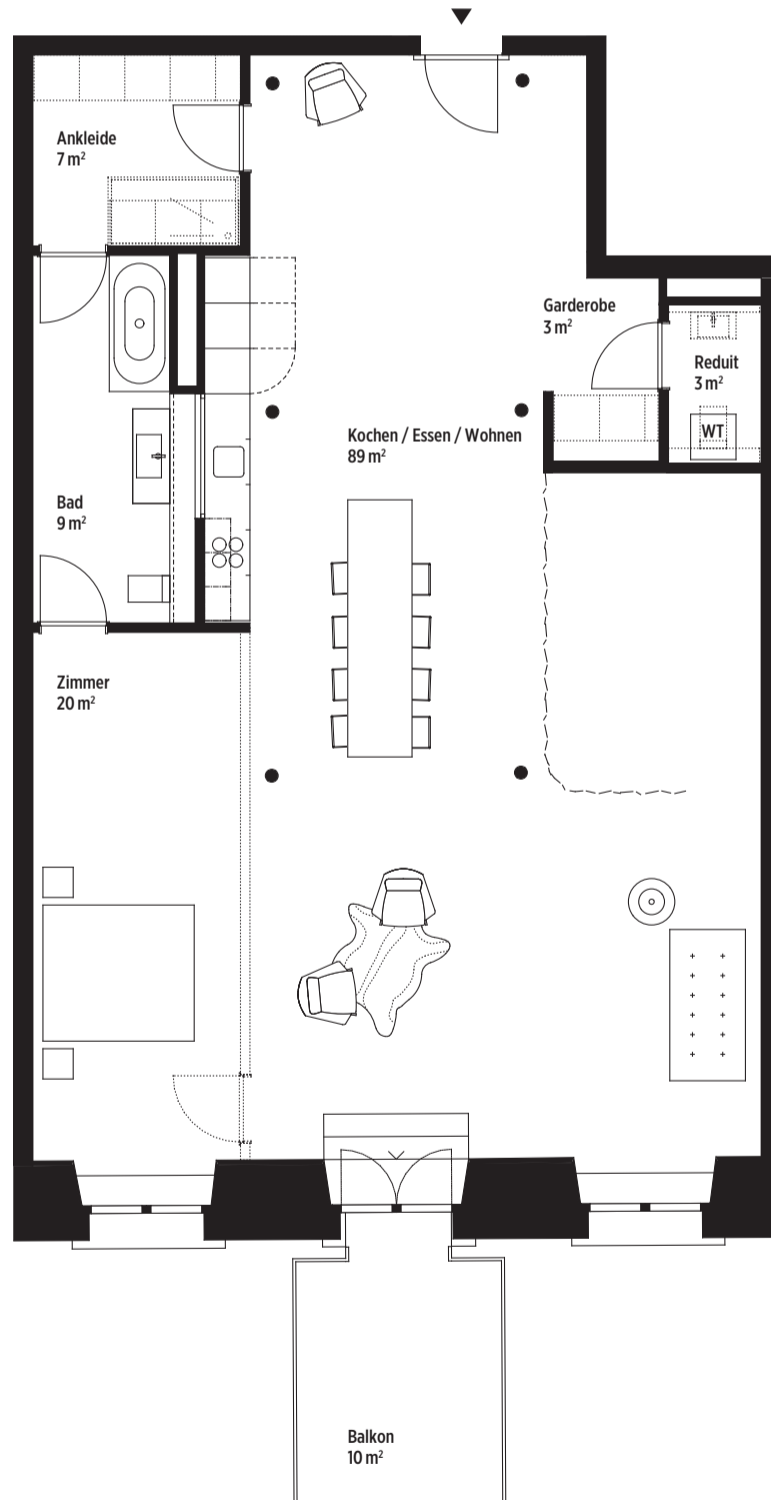 Ankleide
7 m²
Garderobe
3 m²
Reduit
3 m²
WT
Kochen / Essen / Wohnen
89 m²
Bad
9 m²
Zimmer
20 m²
Balkon
10 m²